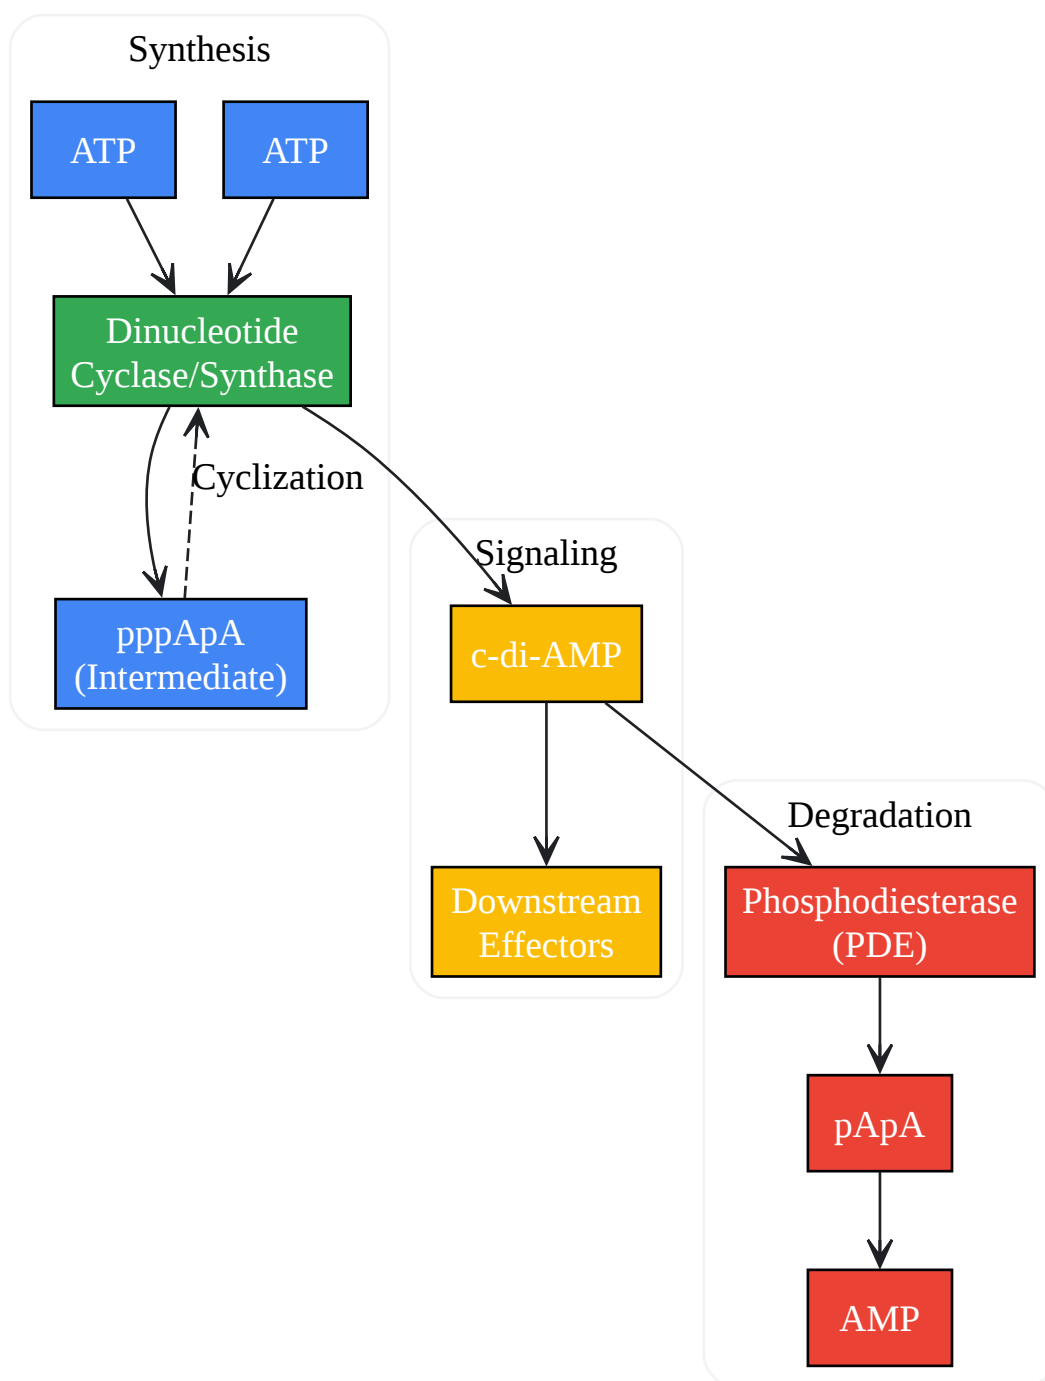 Synthesis
ATP
ATP
Dinucleotide
Cyclase/Synthase
Cyclization
pppApA
(Intermediate)
Signaling
c-di-AMP
Downstream
Effectors
Degradation
Phosphodiesterase
(PDE)
pApA
AMP